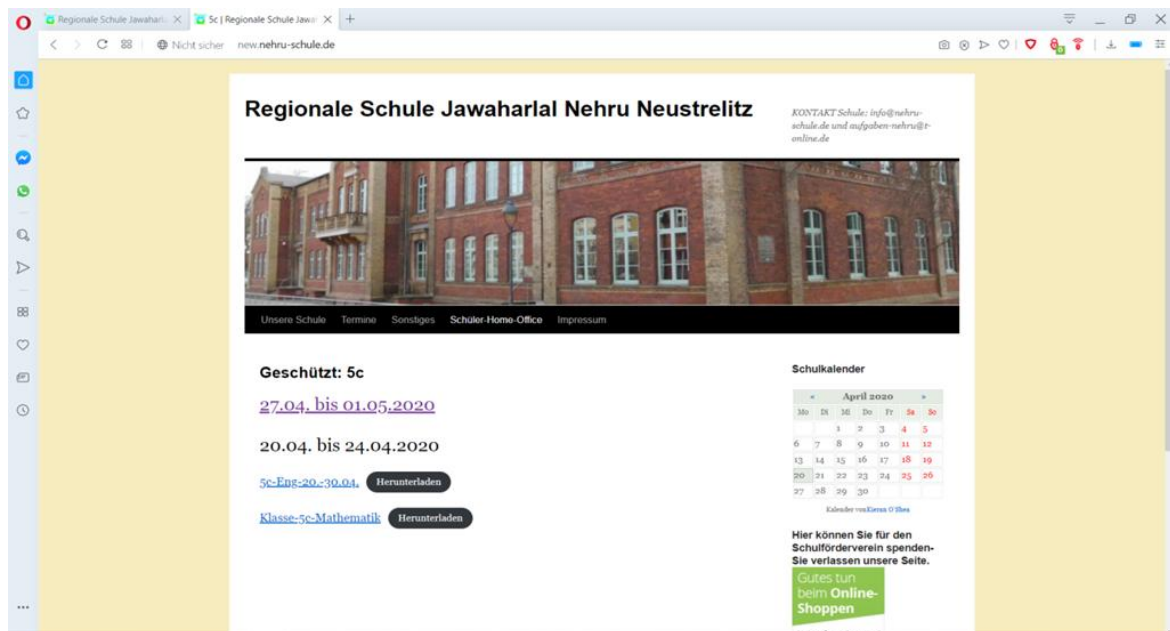 Regionale Schule Jawaharl
5c | Regionale Schule Jawa
Nicht sicher new.nehru-schule.de
Regionale Schule Jawaharlal Nehru Neustrelitz
KONTAKT Schule: info@nehru-
schule.de und aufgaben-nehru@t-
online.de
Unsere Schule Termine Sonstiges Schüler-Home-Office Impressum
Geschützt: 5c
27.04. bis 01.05.2020
20.04. bis 24.04.2020
5c-Eng-20.-30.04. Herunterladen
Klasse-5c-Mathematik Herunterladen
Schulkalender
« April 2020 »
Mo Di Mi Do Fr Sa So
1 2 3 4 5
6 7 8 9 10 11 12
13 14 15 16 17 18 19
20 21 22 23 24 25 26
27 28 29 30
Kalender von Kieran O'Shea
Hier können Sie für den
Schulförderverein spenden-
Sie verlassen unsere Seite.
Gutes tun
beim Online-
Shoppen